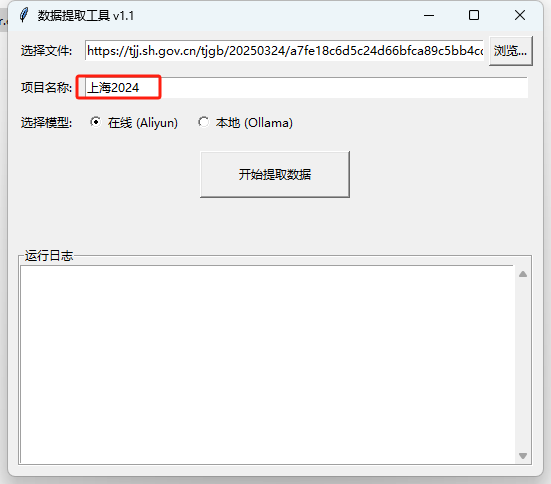 数据提取工具 v1.1
选择文件: https://tjj.sh.gov.cn/tjgb/20250324/a7fe18c6d5c24d66bfca89c5bb4cc 浏览...
项目名称: 上海2024
选择模型: 在线 (Aliyun) 本地 (Ollama)
开始提取数据
运行日志